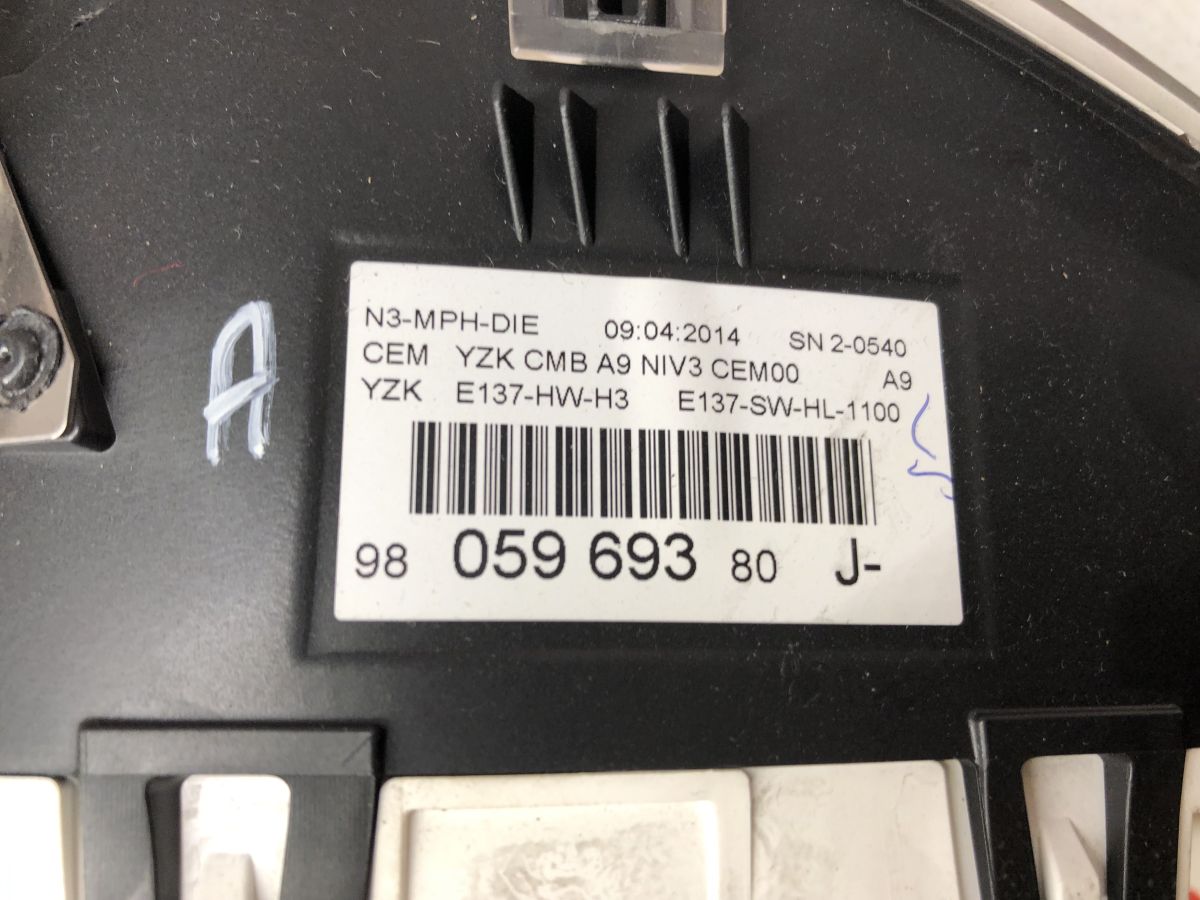 N3-MPH-DIE 09:04:2014 SN 2-0540
CEM YZK CMB A9 NIV3 CEM00 A9
YZK E137-HW-H3 E137-SW-HL-1100
98 059 693 80 J-
A